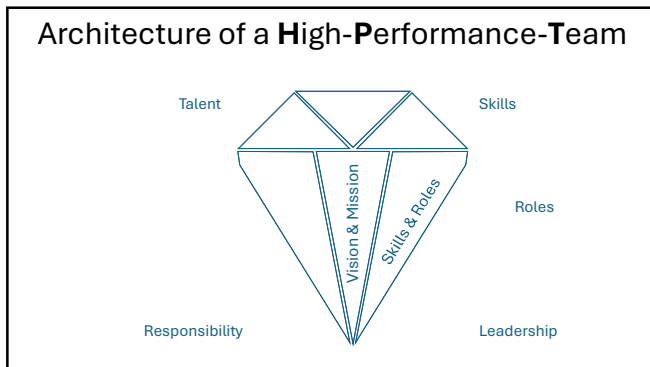 Architecture of a High-Performance-Team
Talent
Skills
Vision & Mission
Skills & Roles
Roles
Responsibility
Leadership